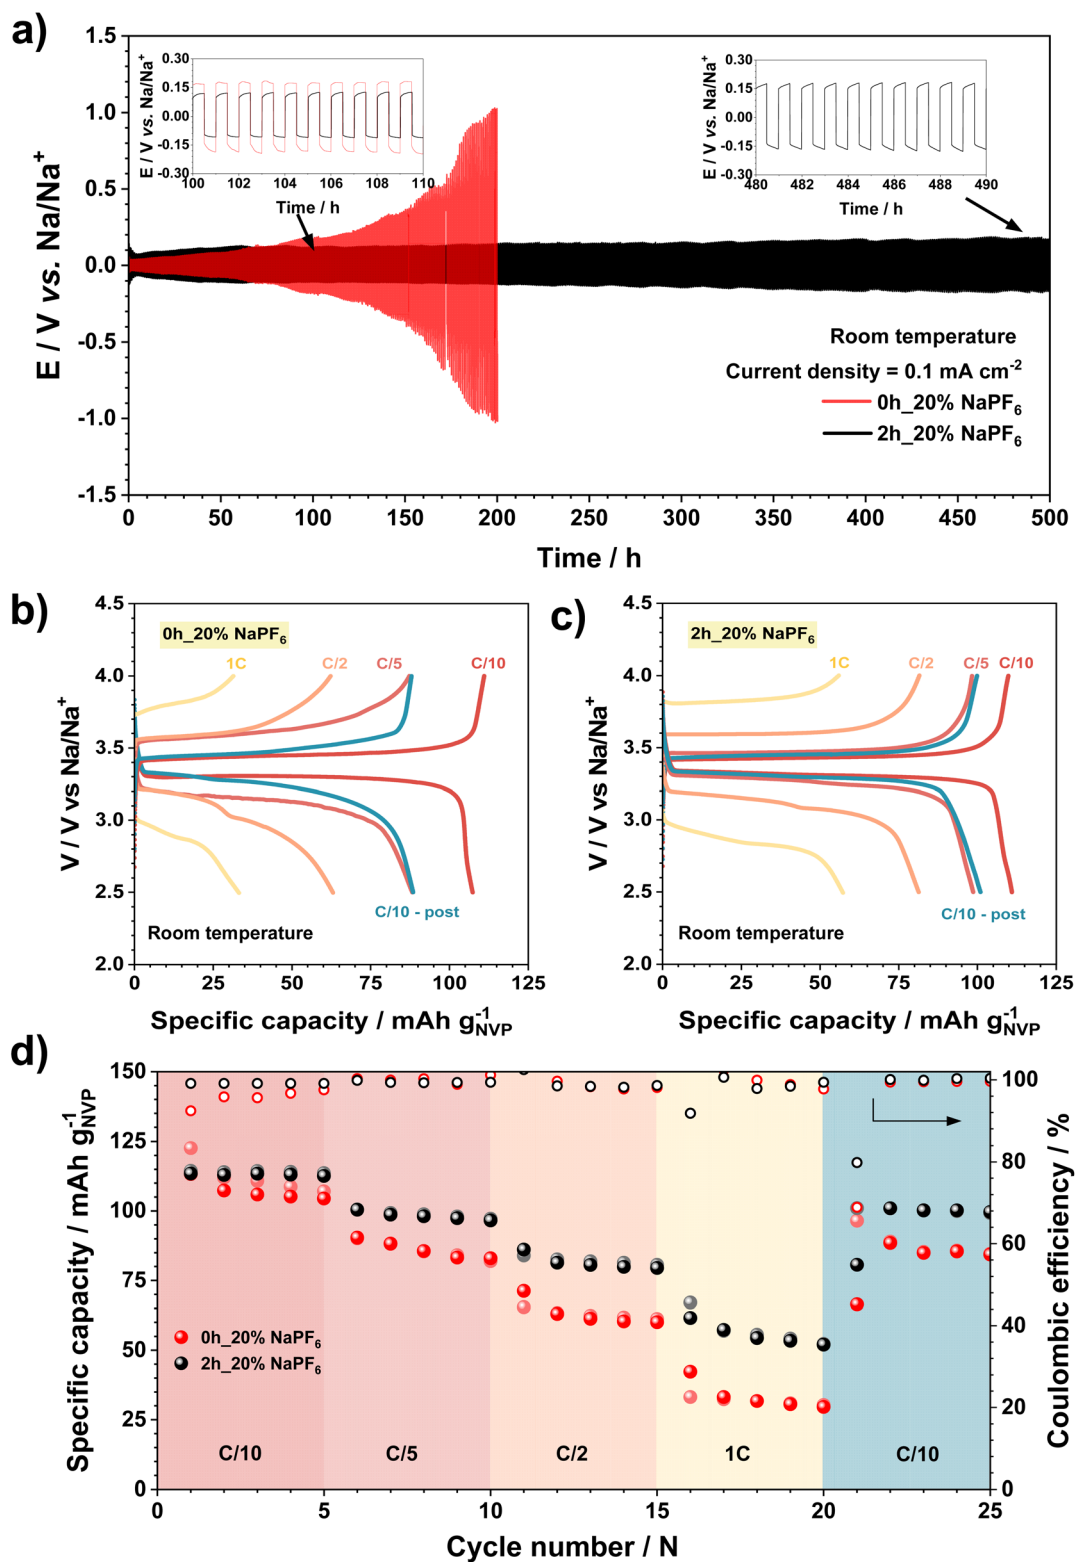 a)
E / V vs. Na/Na+
1.5
1.0
0.5
0.0
-0.5
-1.0
-1.5
E / V vs. Na/Na+
0.30
0.15
0.00
-0.15
-0.30
100 102 104 106 108 110
Time / h
E / V vs. Na/Na+
0.30
0.15
0.00
-0.15
-0.30
480 482 484 486 488 490
Time / h
Room temperature
Current density = 0.1 mA cm-2
0h_20% NaPF6
2h_20% NaPF6
0 50 100 150 200 250 300 350 400 450 500
Time / h
b)
V / V vs Na/Na+
4.5
4.0
3.5
3.0
2.5
2.0
0h_20% NaPF6
1C C/2 C/5 C/10
C/10 - post
Room temperature
0 25 50 75 100 125
Specific capacity / mAh g-1NVP
c)
V / V vs Na/Na+
4.5
4.0
3.5
3.0
2.5
2.0
2h_20% NaPF6
1C C/2 C/5 C/10
C/10 - post
Room temperature
0 25 50 75 100 125
Specific capacity / mAh g-1NVP
d)
Specific capacity / mAh g-1NVP
150
125
100
75
50
25
0
0h_20% NaPF6
2h_20% NaPF6
C/10 C/5 C/2 1C C/10
100
80
60
40
20
0
Coulombic efficiency / %
0 5 10 15 20 25
Cycle number / N